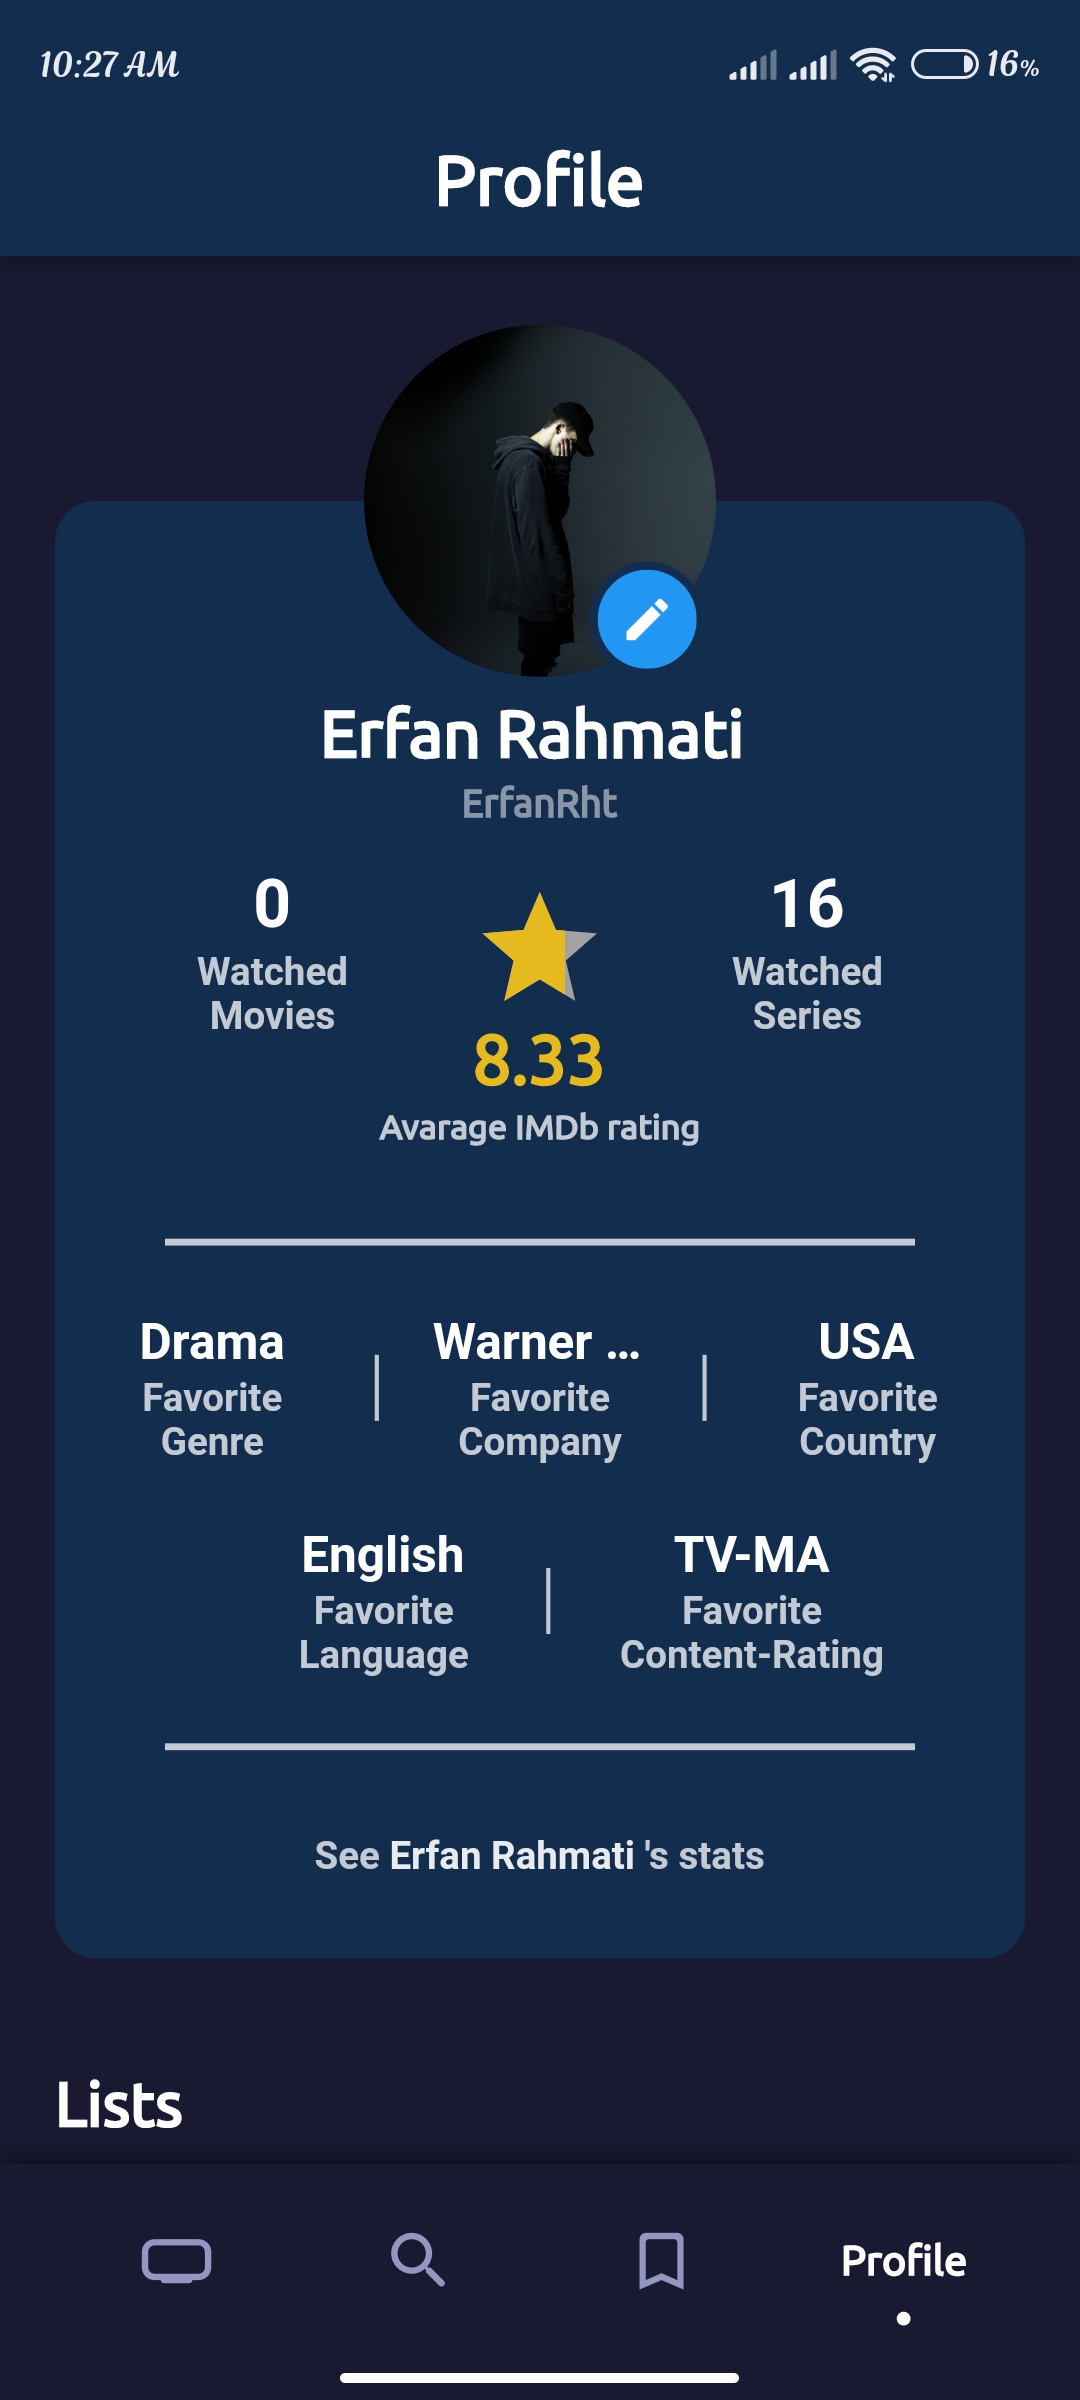 10:27 AM 16%
Profile
Erfan Rahmati
ErfanRht
0
Watched
Movies
16
Watched
Series
8.33
Avarage IMDb rating
Drama
Favorite
Genre
Warner ...
Favorite
Company
USA
Favorite
Country
English
Favorite
Language
TV-MA
Favorite
Content-Rating
See Erfan Rahmati 's stats
Lists
Profile